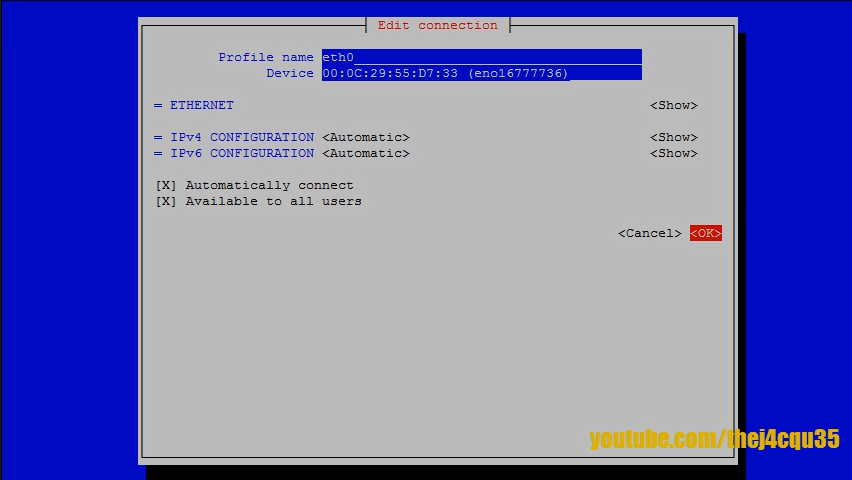 Edit connection
Profile name eth0
Device 00:0C:29:55:D7:33 (eno16777736)
= ETHERNET <Show>
= IPv4 CONFIGURATION <Automatic> <Show>
= IPv6 CONFIGURATION <Automatic> <Show>
[X] Automatically connect
[X] Available to all users
<Cancel> <OK>
youtube.com/thej4cqu35